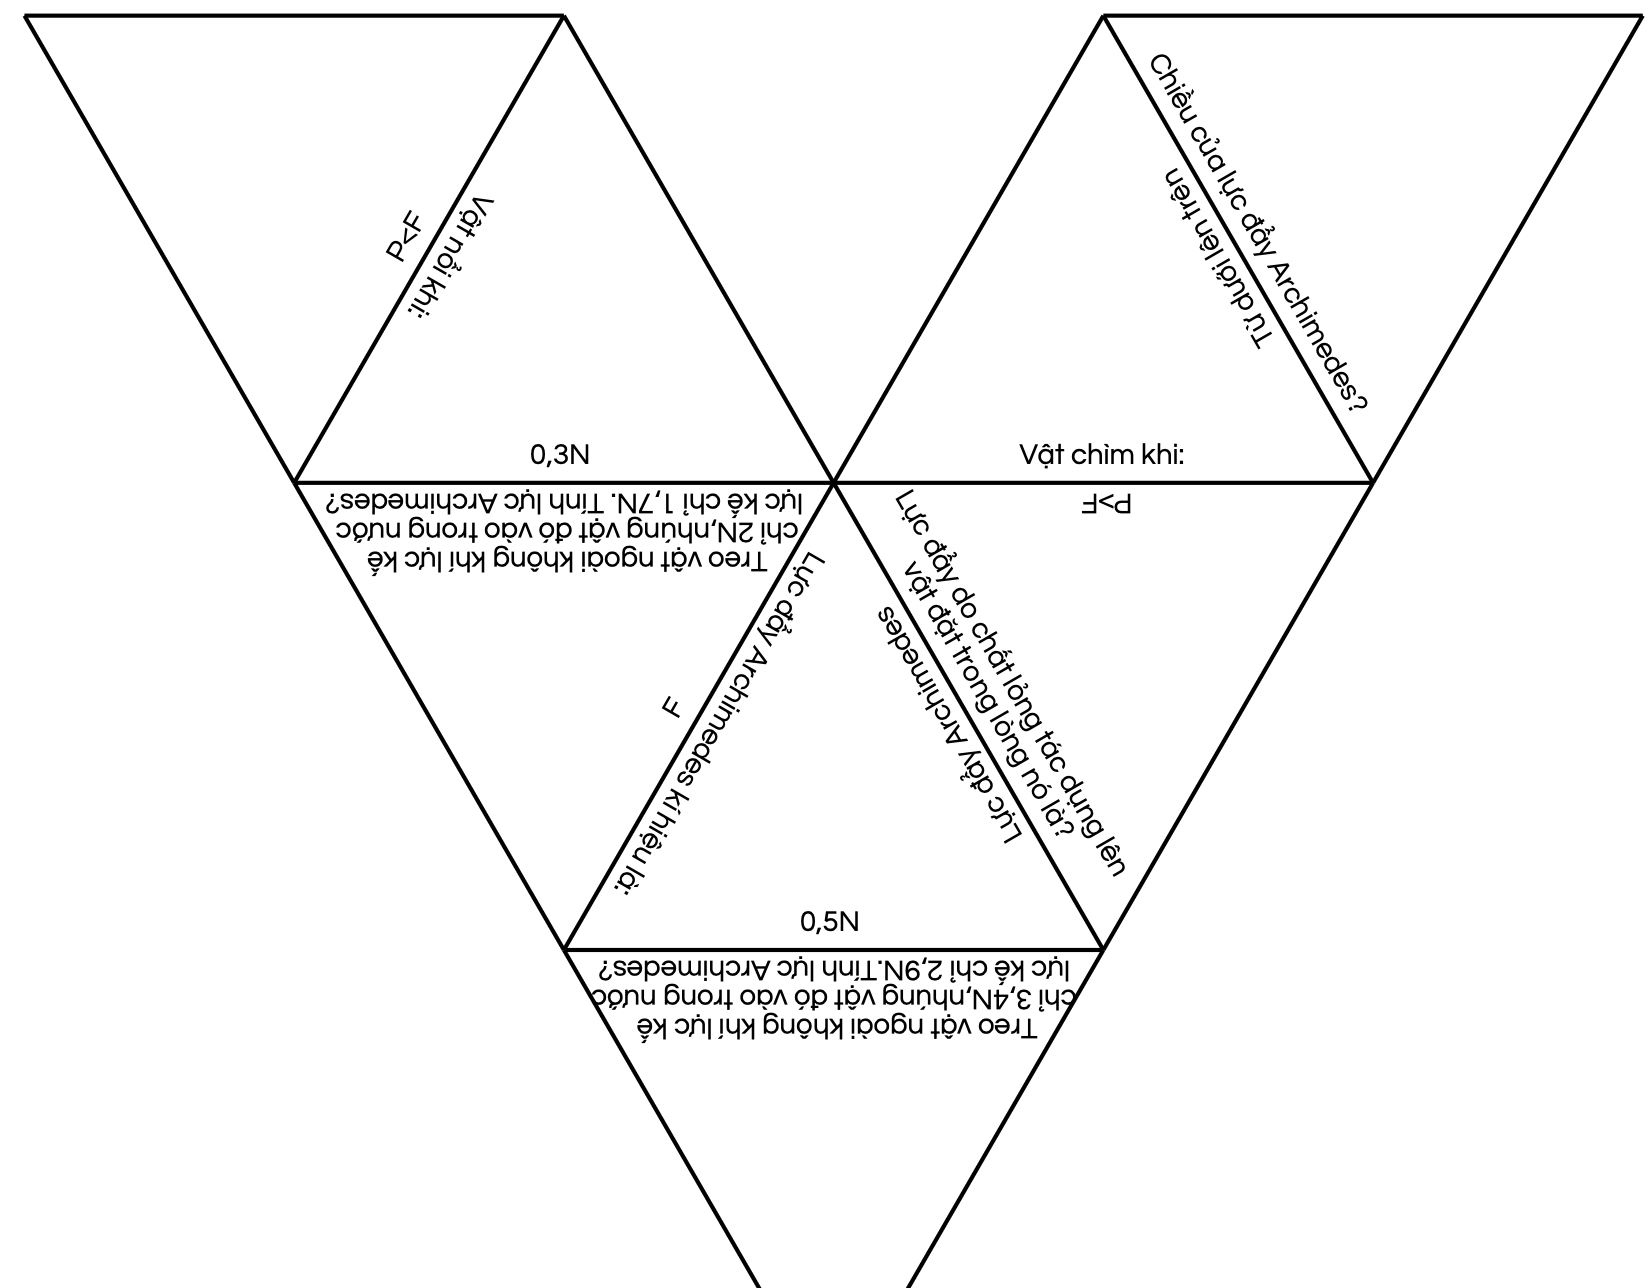 Chiều của lực đẩy Archimedes?
Từ dưới lên trên
P<F
Vật nổi khi:
0,3N
Vật chìm khi:
Treo vật ngoài không khí lực kế
chỉ 2N,nhúng vật đó vào trong nước
lực kế chỉ 1,7N. Tính lực Archimedes?
P>F
F
Lực đẩy Archimedes kí hiệu là:
Lực đẩy Archimedes
Lực đẩy do chất lỏng tác dụng lên
vật đặt trong lòng nó là?
0,5N
Treo vật ngoài không khí lực kế
chỉ 3,4N,nhúng vật đó vào trong nước
lực kế chỉ 2,9N.Tính lực Archimedes?